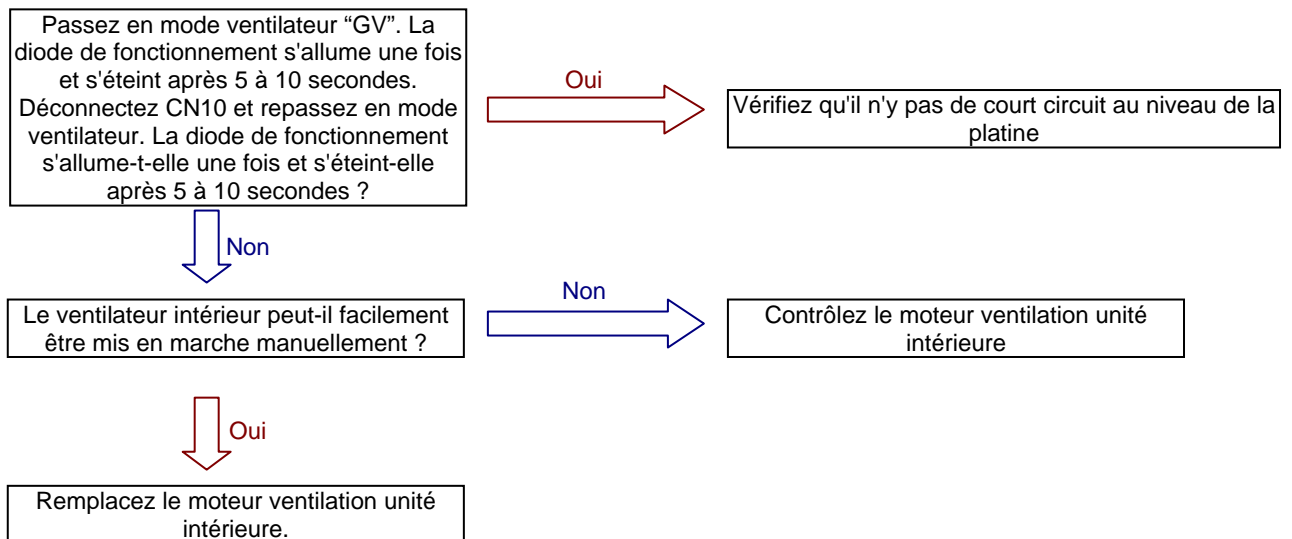 Passez en mode ventilateur “GV”. La
diode de fonctionnement s'allume une fois
et s'éteint après 5 à 10 secondes.
Déconnectez CN10 et repassez en mode
ventilateur. La diode de fonctionnement
s'allume-t-elle une fois et s'éteint-elle
après 5 à 10 secondes ?
Oui
Vérifiez qu'il n'y pas de court circuit au niveau de la
platine
Non
Le ventilateur intérieur peut-il facilement
être mis en marche manuellement ?
Non
Contrôlez le moteur ventilation unité
intérieure
Oui
Remplacez le moteur ventilation unité
intérieure.